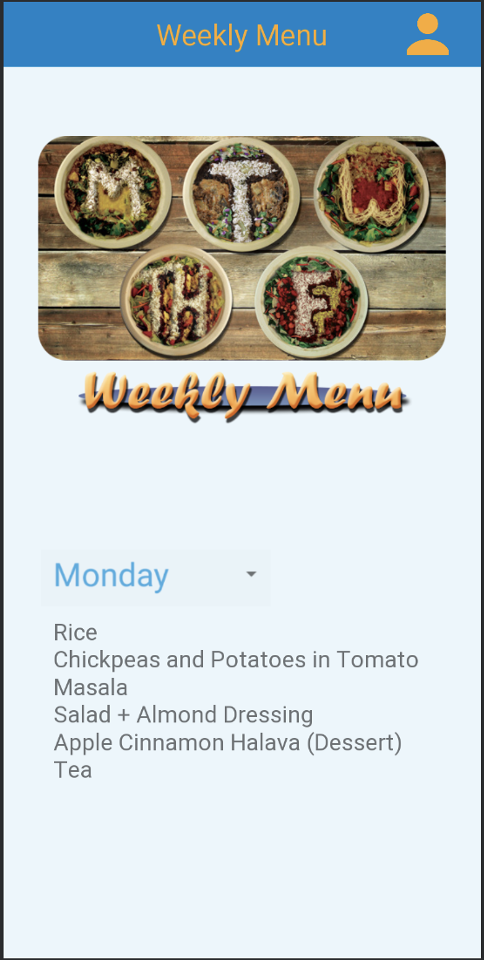 Weekly Menu
M T W
TH F
Weekly Menu
Monday
Rice
Chickpeas and Potatoes in Tomato
Masala
Salad + Almond Dressing
Apple Cinnamon Halava (Dessert)
Tea